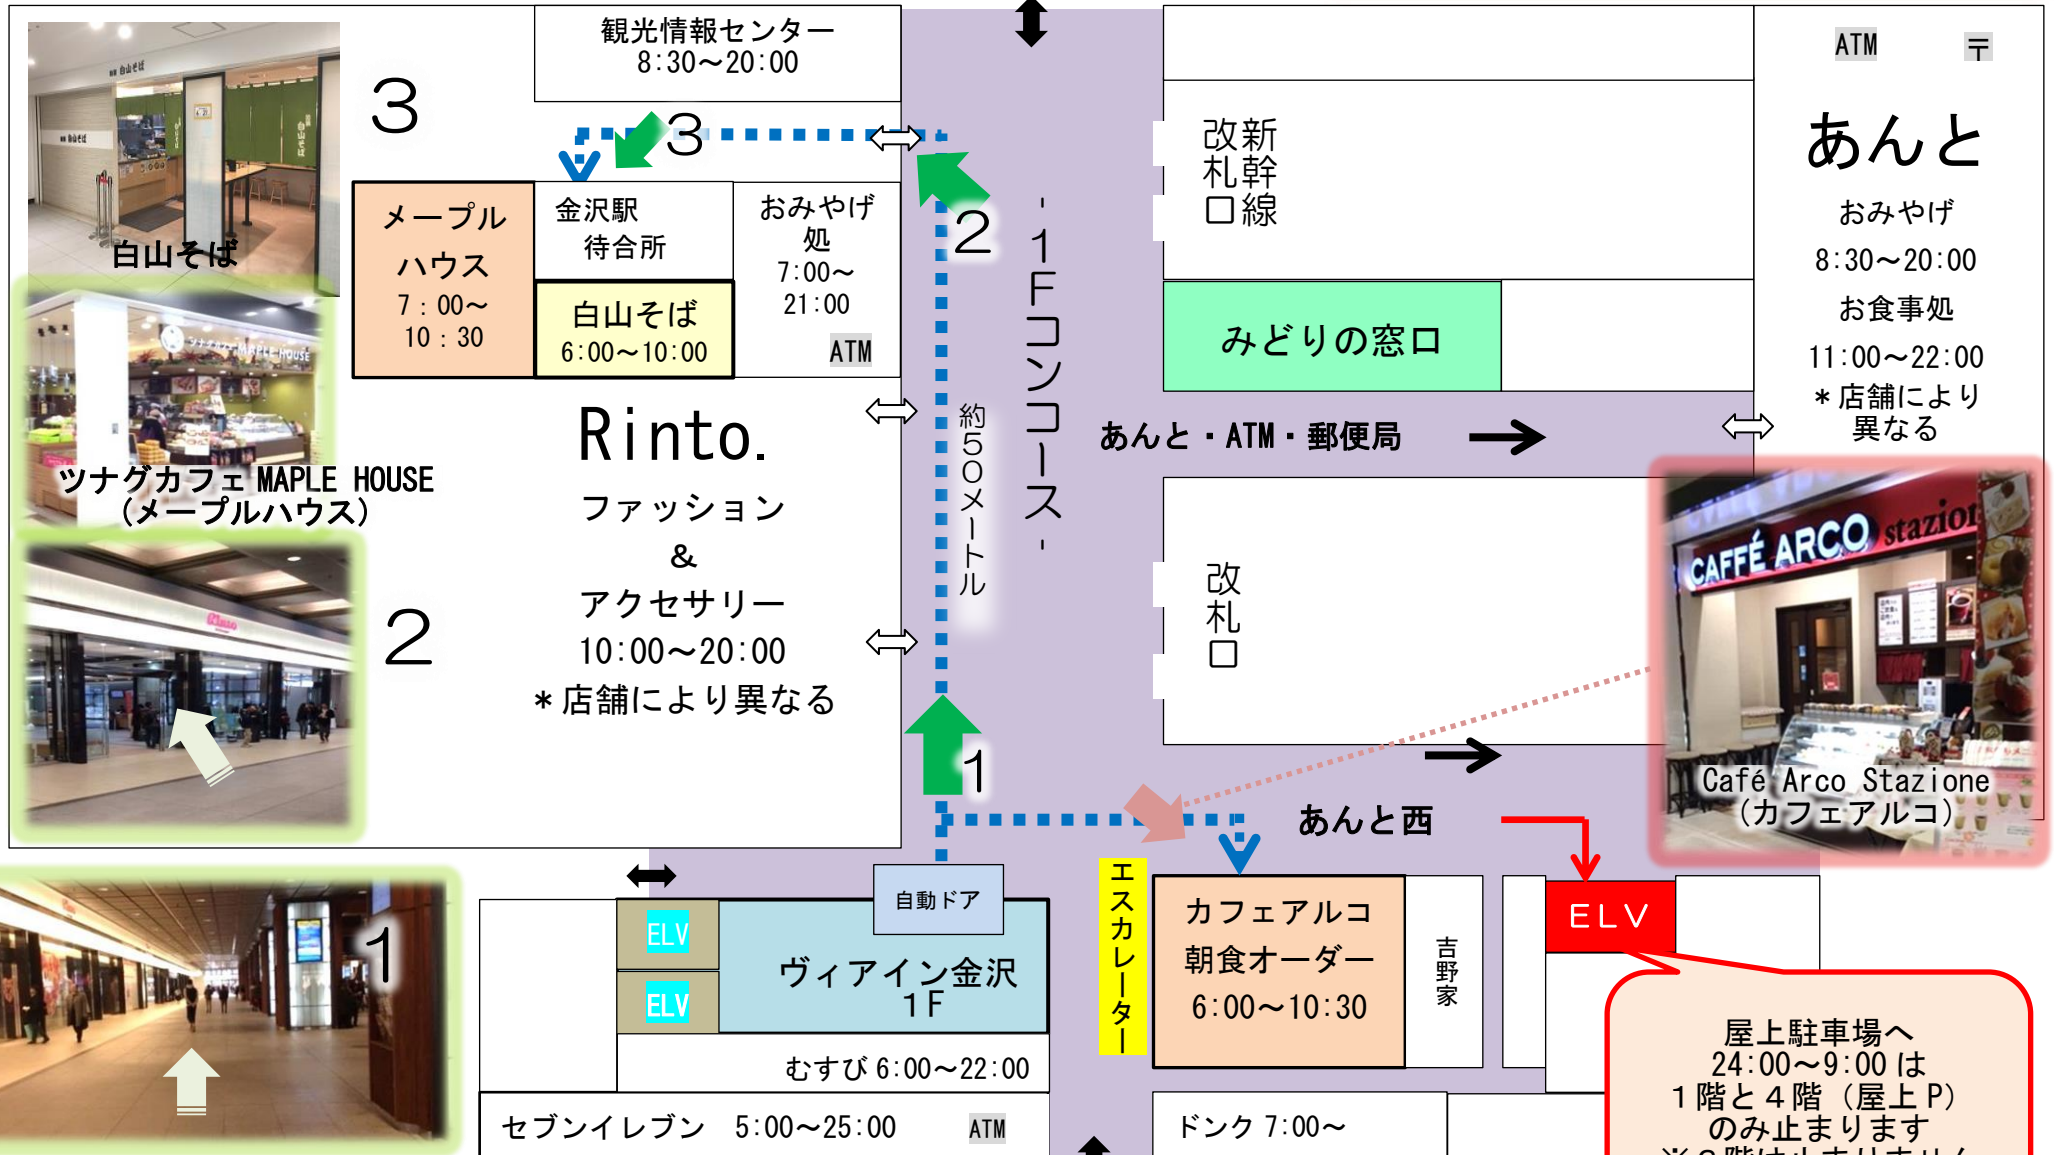 観光情報センター
8:30～20:00
3
白山そば
メープル
ハウス
7：00～
10：30
金沢駅
待合所
おみやげ
処
7:00～
21:00
ATM
白山そば
6:00～10:00
3
2
-1Fコンコース-
約50メートル
新幹線
改札口
みどりの窓口
ATM
〒
あんと
おみやげ
8:30～20:00
お食事処
11:00～22:00
*店舗により
異なる
あんと・ATM・郵便局
ツナグカフェ MAPLE HOUSE
ツナグカフェ MAPLE HOUSE
(メープルハウス)
Rinto.
ファッション
&
アクセサリー
10:00～20:00
*店舗により異なる
2
Rinto
改札口
CAFFÉ ARCO stazion
Café Arco Stazione
(カフェアルコ)
1
あんと西
1
自動ドア
ELV
ELV
ヴィアイン金沢
1F
むすび 6:00～22:00
セブンイレブン 5:00～25:00
ATM
エスカレーター
カフェアルコ
朝食オーダー
6:00～10:30
吉野家
ドンク 7:00～
ELV
屋上駐車場へ
24:00～9:00 は
1階と4階（屋上P）
のみ止まります